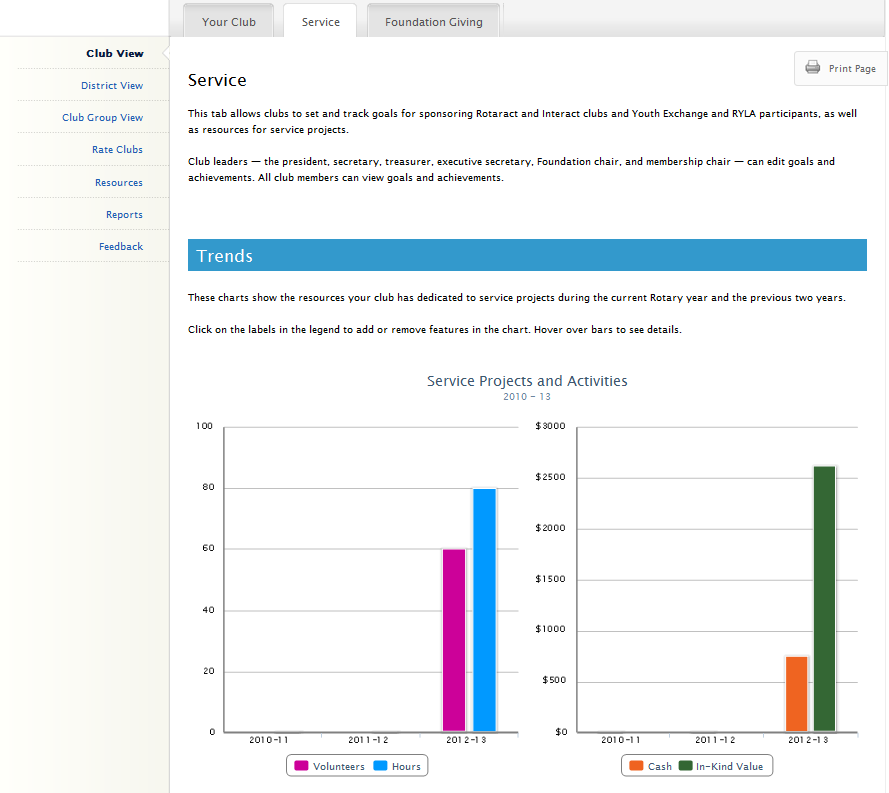 Your Club
Service
Foundation Giving
Club View
District View
Club Group View
Rate Clubs
Resources
Reports
Feedback
Print Page
Service
This tab allows clubs to set and track goals for sponsoring Rotaract and Interact clubs and Youth Exchange and RYLA participants, as well
as resources for service projects.
Club leaders — the president, secretary, treasurer, executive secretary, Foundation chair, and membership chair — can edit goals and
achievements. All club members can view goals and achievements.
Trends
These charts show the resources your club has dedicated to service projects during the current Rotary year and the previous two years.
Click on the labels in the legend to add or remove features in the chart. Hover over bars to see details.
Service Projects and Activities
2010 - 13
100
80
60
40
20
0
2010-11 2011-12 2012-13
Volunteers Hours
$3000
$2500
$2000
$1500
$1000
$500
$0
2010-11 2011-12 2012-13
Cash In-Kind Value